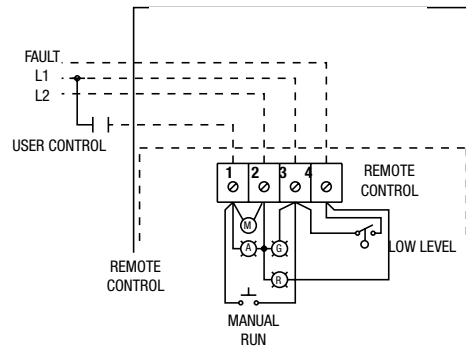 FAULT
L1
L2
USER CONTROL
1 2 3 4
REMOTE
CONTROL
M
A
G
LOW LEVEL
R
REMOTE
CONTROL
MANUAL
RUN